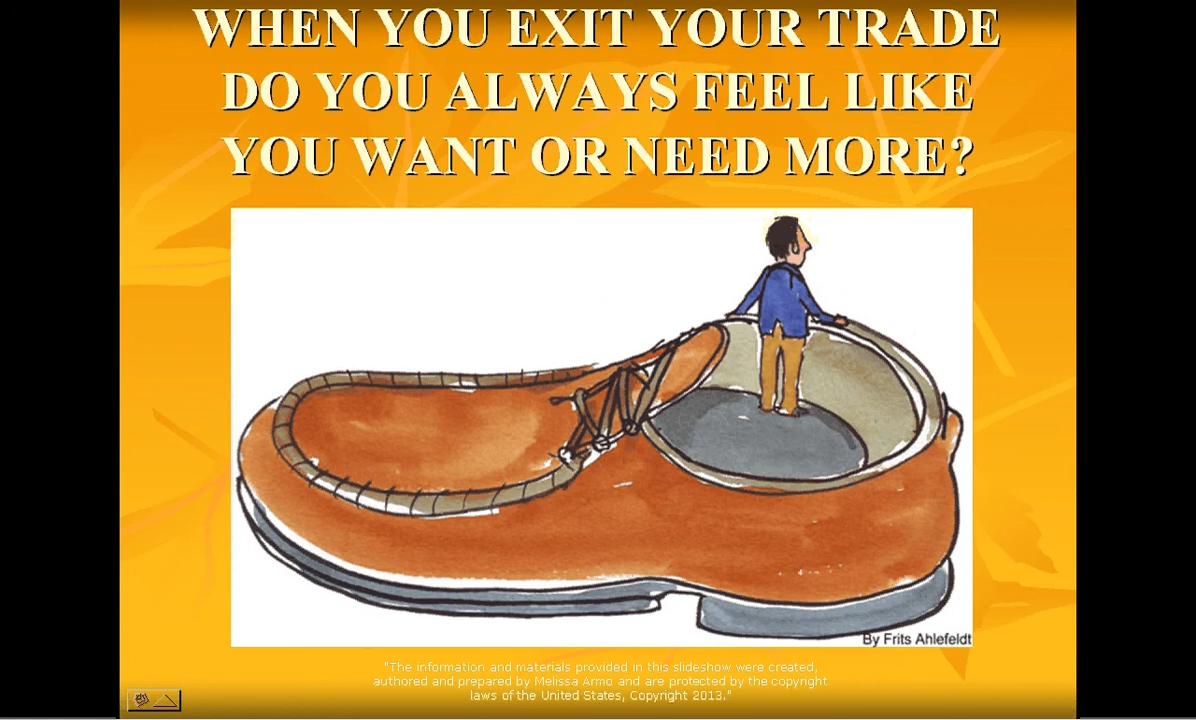 WHEN YOU EXIT YOUR TRADE
DO YOU ALWAYS FEEL LIKE
YOU WANT OR NEED MORE?
By Frits Ahlefeldt
"The information and materials provided in this slideshow were created,
authored and prepared by Melissa Armo and are protected by the copyright
laws of the United States, Copyright 2013."